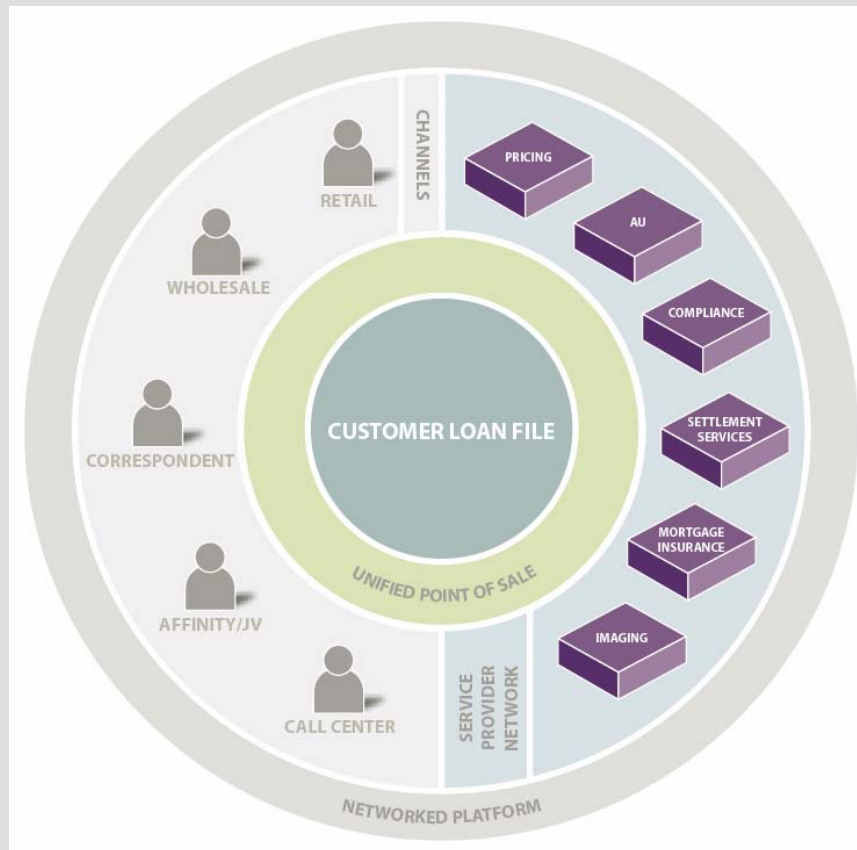 CHANNELS
RETAIL
WHOLESALE
CORRESPONDENT
AFFINITY/JV
CALL CENTER
PRICING
AU
COMPLIANCE
SETTLEMENT
SERVICES
MORTGAGE
INSURANCE
IMAGING
CUSTOMER LOAN FILE
UNIFIED POINT OF SALE
SERVICE
PROVIDER
NETWORK
NETWORKED PLATFORM